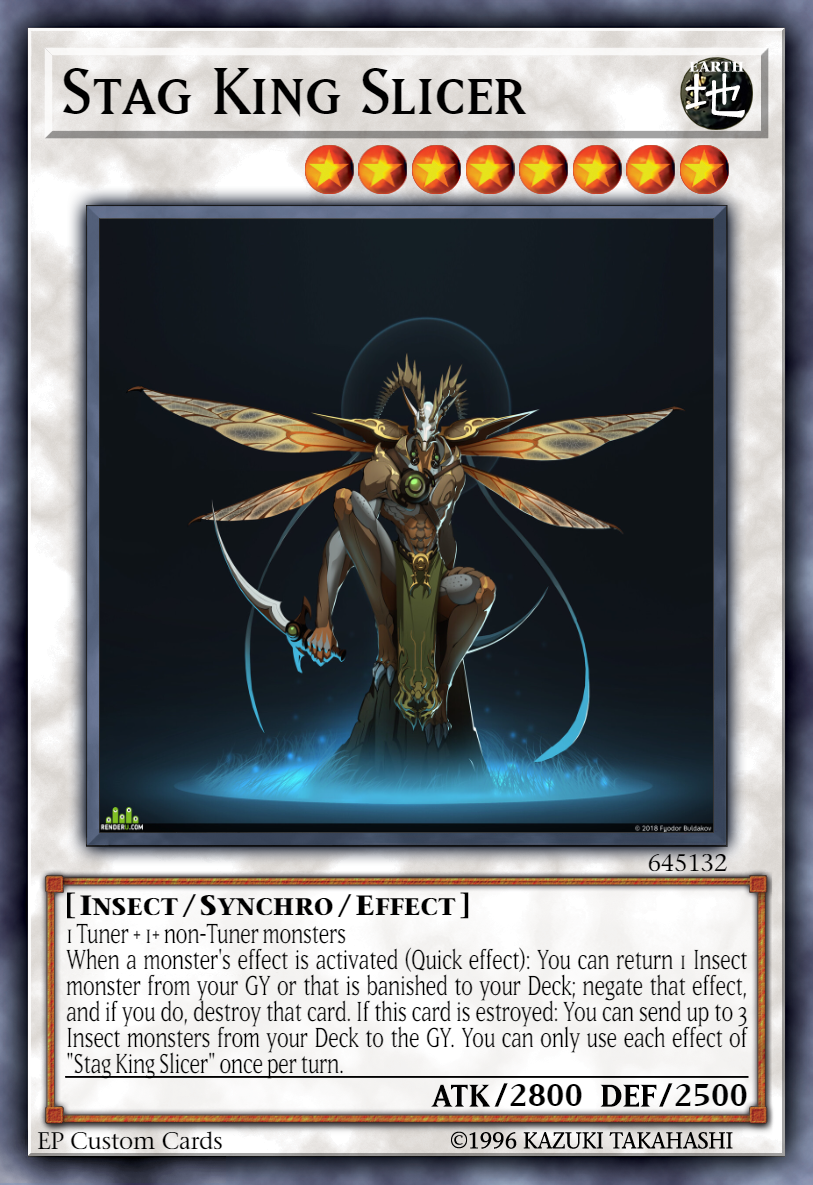 Stag King Slicer
EARTH
地
RENDERU.COM
© 2018 Fyodor Buldakov
645132
[Insect/Synchro/Effect]
1 Tuner + 1+ non-Tuner monsters
When a monster's effect is activated (Quick effect): You can return 1 Insect
monster from your GY or that is banished to your Deck; negate that effect,
and if you do, destroy that card. If this card is estroyed: You can send up to 3
Insect monsters from your Deck to the GY. You can only use each effect of
"Stag King Slicer" once per turn.
ATK/2800 DEF/2500
EP Custom Cards ©1996 KAZUKI TAKAHASHI